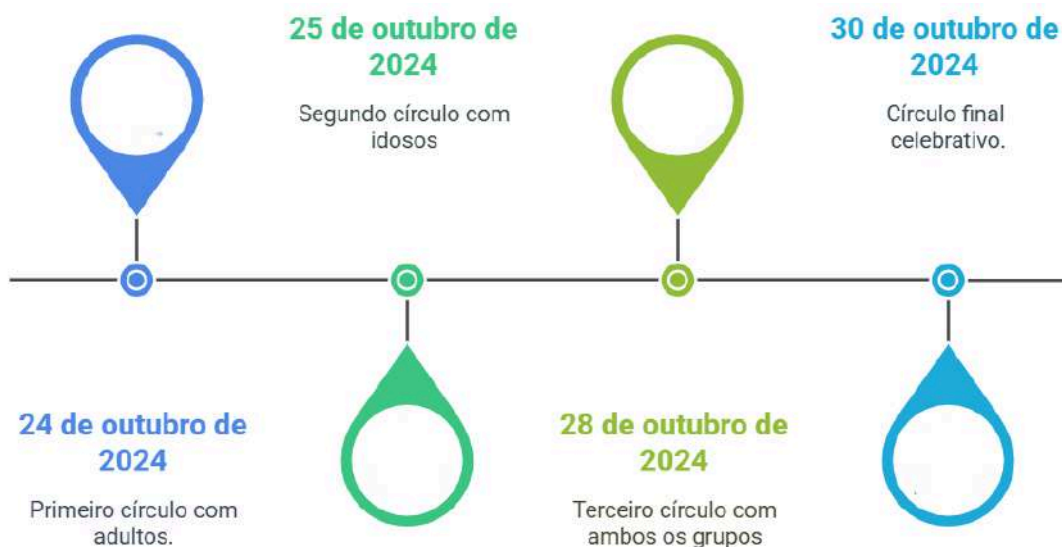 25 de outubro de
2024
Segundo círculo com
idosos
30 de outubro de
2024
Círculo final
celebrativo.
24 de outubro de
2024
Primeiro círculo com
adultos.
28 de outubro de
2024
Terceiro círculo com
ambos os grupos